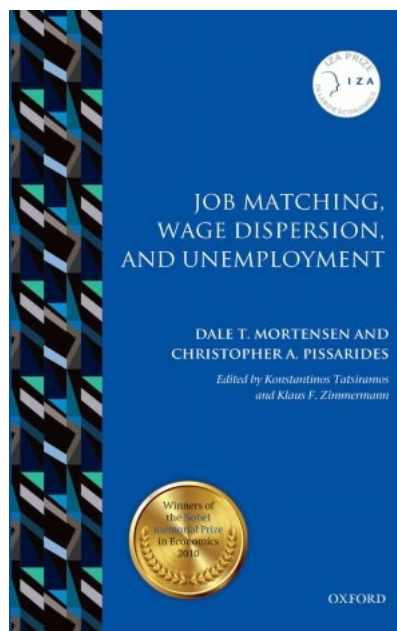 IZA PRIZE
IZA
IN LABOR ECONOMICS
JOB MATCHING,
WAGE DISPERSION,
AND UNEMPLOYMENT
DALE T. MORTENSEN AND
CHRISTOPHER A. PISSARIDES
Edited by Konstantinos Tatsiramos
and Klaus F. Zimmermann
Winners of
the Nobel
memorial Prize
in Economics
2010
OXFORD